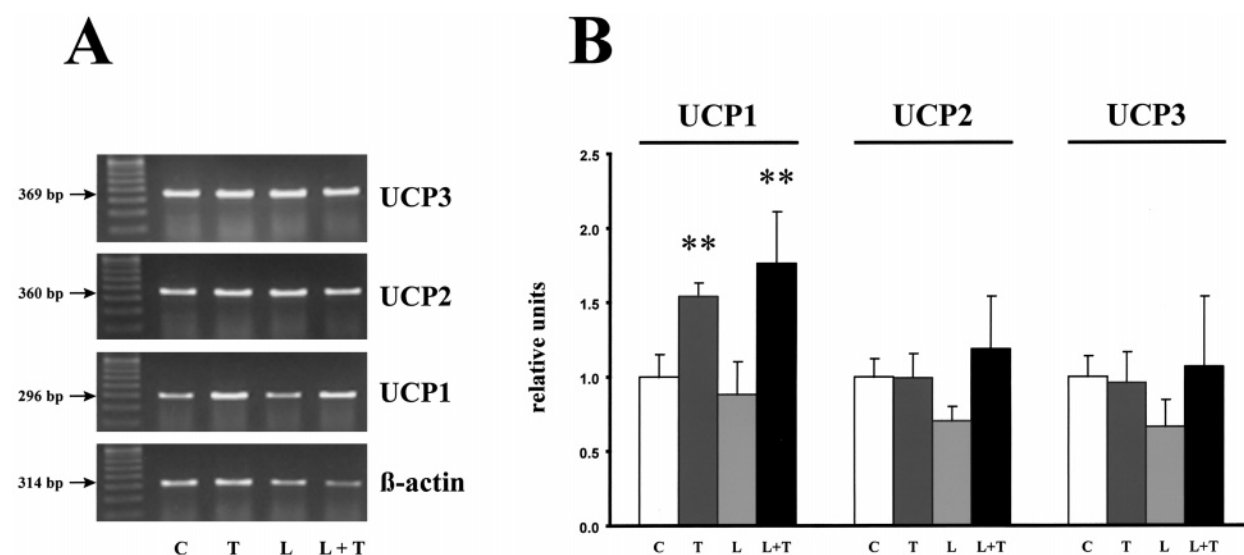 A
369 bp
UCP3
360 bp
UCP2
296 bp
UCP1
314 bp
ß-actin
C T L L + T
B
UCP1 UCP2 UCP3
relative units
2.5
2.0
1.5
1.0
0.5
0.0
**
**
C T L L+T C T L L+T C T L L+T